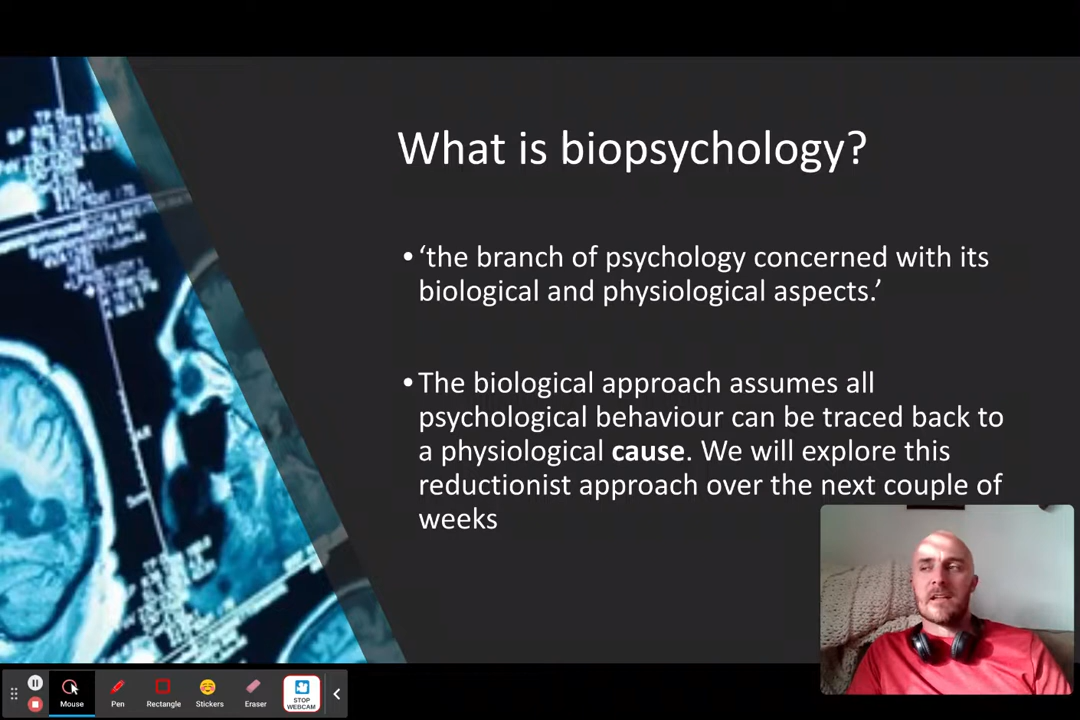 What is biopsychology?
• ‘the branch of psychology concerned with its
biological and physiological aspects.’
• The biological approach assumes all
psychological behaviour can be traced back to
a physiological cause. We will explore this
reductionist approach over the next couple of
weeks
Mouse
Pen
Rectangle
Stickers
Eraser
STOP
WEBCAM